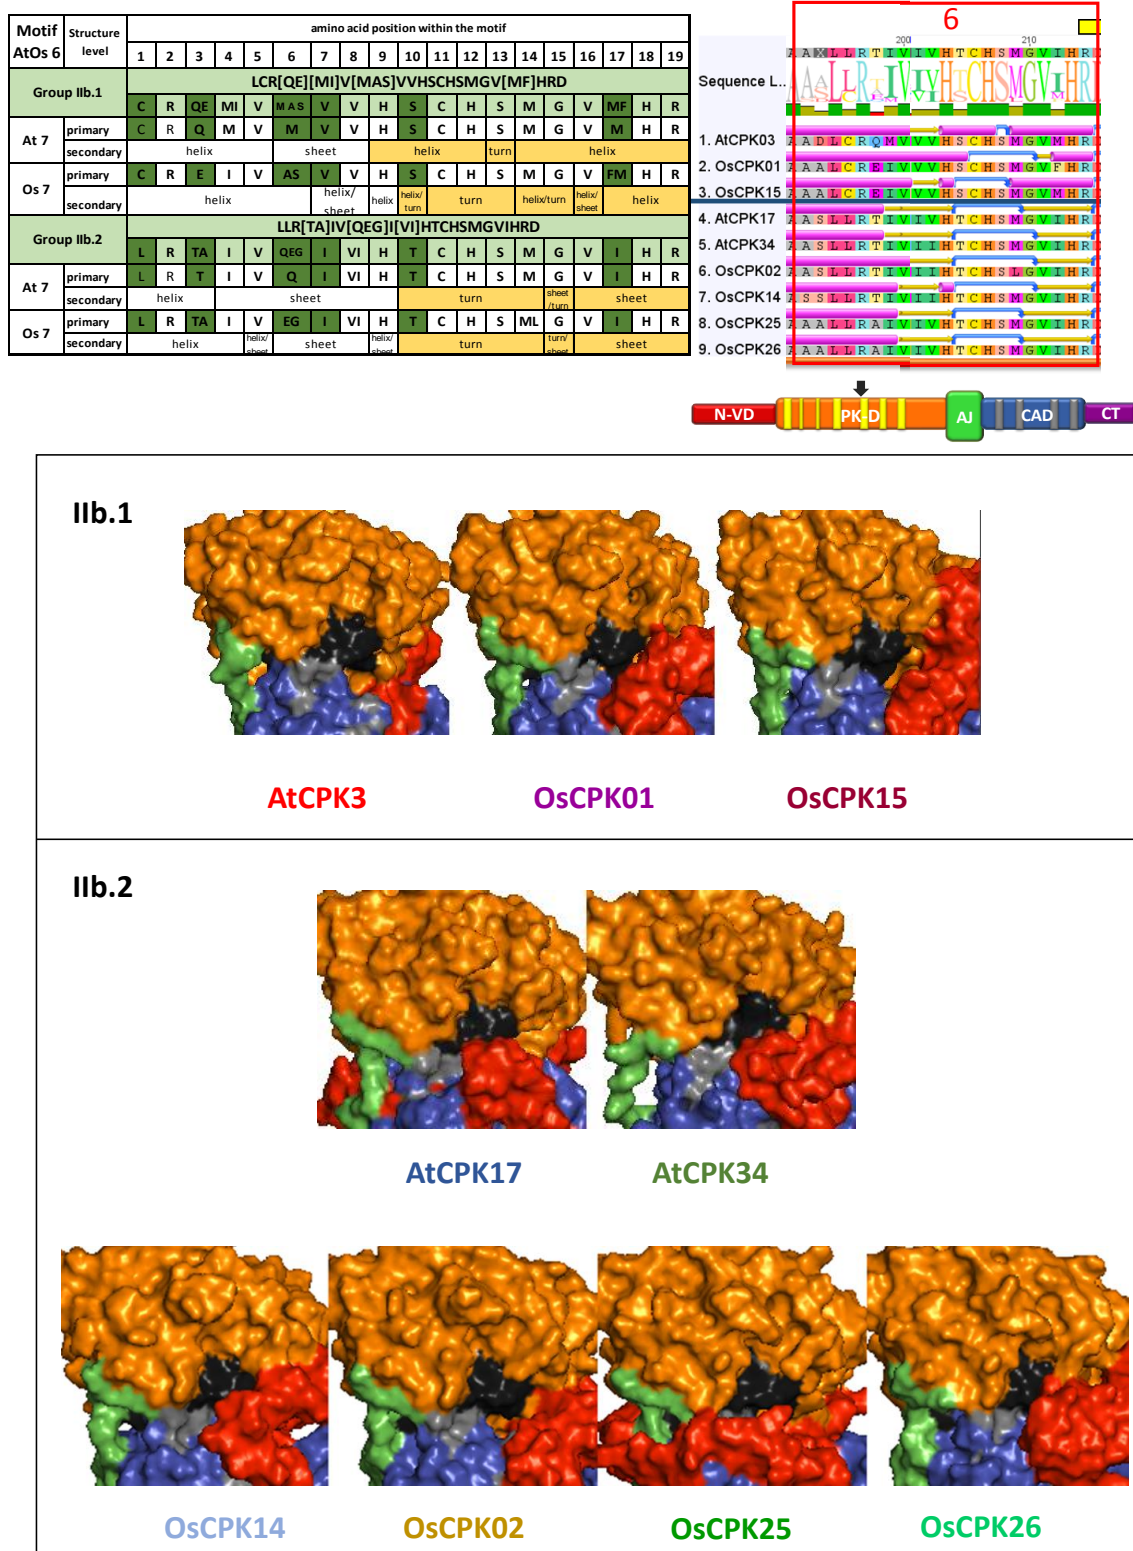 Motif AtOs 6 Structure level amino acid position within the motif
1 2 3 4 5 6 7 8 9 10 11 12 13 14 15 16 17 18 19
Group IIb.1 LCR[QE][MI]V[MAS]VVHSCHSMGV[MF]HRD
C R QE MI V M A S V V H S C H S M G V MF H R
At 7 primary C R Q M V M V V H S C H S M G V M H R
secondary helix sheet helix turn helix
Os 7 primary C R E I V AS V V H S C H S M G V FM H R
secondary helix helix/sheet helix helix/turn turn helix/turn helix/sheet helix
Group IIb.2 LLR[TA]IV[QEG]I[VI]HTCHSMGVIHRD
L R TA I V QEG I VI H T C H S M G V I H R
At 7 primary L R T I V Q I VI H T C H S M G V I H R
secondary helix sheet turn sheet/turn sheet
Os 7 primary L R TA I V EG I VI H T C H S ML G V I H R
secondary helix helix/sheet sheet helix/sheet turn turn/sheet sheet
6
200 210
A A X L L R T I V I V H T C H S M G V I H R
Sequence L..
1. AtCPK03 A A D L C R Q M V V V H S C H S M G V M H R
2. OsCPK01 A A A L C R E I V V V H S C H S M G V F H R
3. OsCPK15 A A A L C R E I V V V H S C H S M G V M H R
4. AtCPK17 A A S L L R T I V I V H T C H S M G V I H R
5. AtCPK34 A A S L L R T I V I I H T C H S M G V I H R
6. OsCPK02 A A S L L R T I V I V H T C H S L G V I H R
7. OsCPK14 A S S L L R T I V I I H T C H S M G V I H R
8. OsCPK25 A A A L L R A I V I V H T C H S M G V I H R
9. OsCPK26 A A A L L R A I V I V H T C H S M G V I H R
N-VD PK-D AJ CAD CT
IIb.1
AtCPK3 OsCPK01 OsCPK15
IIb.2
AtCPK17 AtCPK34
OsCPK14 OsCPK02 OsCPK25 OsCPK26